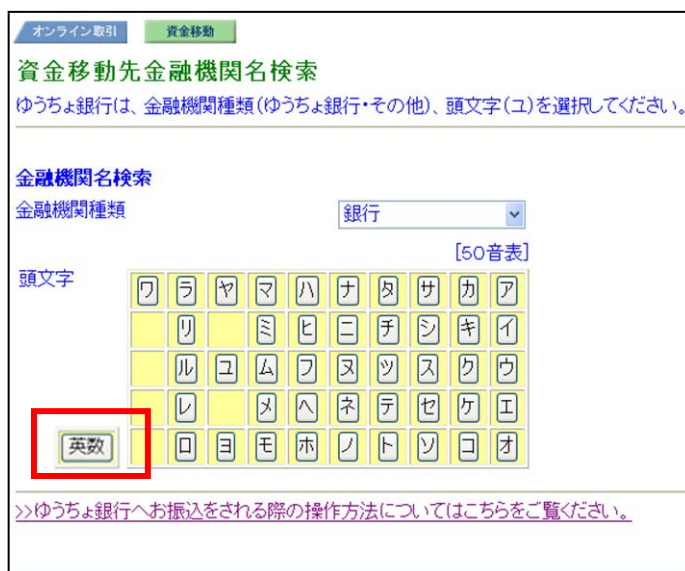 オンライン取引 資金移動
資金移動先金融機関名検索
ゆうちょ銀行は、金融機関種類(ゆうちょ銀行・その他)、頭文字(ユ)を選択してください。
金融機関名検索
金融機関種類 銀行
[50音表]
頭文字 ワ ラ ヤ マ ハ ナ タ サ カ ア
リ ミ ヒ ニ チ シ キ イ
ル ユ ム フ ヌ ツ ス ク ウ
レ メ ヘ ネ テ セ ケ エ
英数 ロ ヨ モ ホ ノ ト ソ コ オ
>>ゆうちょ銀行へお振込をされる際の操作方法についてはこちらをご覧ください。